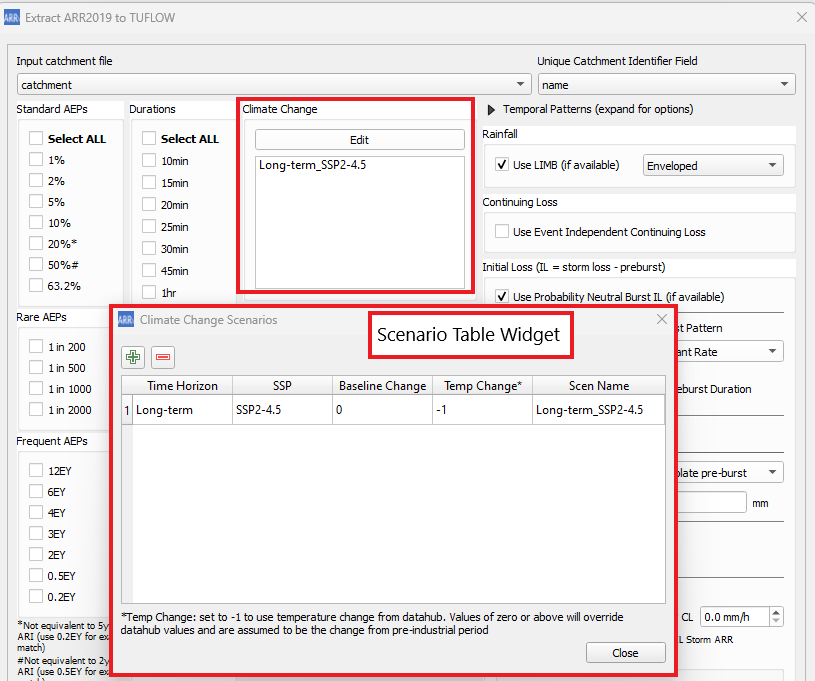 ARR Extract ARR2019 to TUFLOW
Input catchment file
Unique Catchment Identifier Field
catchment
name
Standard AEPs
Select ALL
1%
2%
5%
10%
20%*
50%#
63.2%
Durations
Select ALL
10min
15min
20min
25min
30min
45min
1hr
Climate Change
Edit
Long-term_SSP2-4.5
Temporal Patterns (expand for options)
Rainfall
Use LIMB (if available)
Enveloped
Continuing Loss
Use Event Independent Continuing Loss
Initial Loss (IL = storm loss - preburst)
Use Probability Neutral Burst IL (if available)
Rare AEPs
1 in 200
1 in 500
1 in 1000
1 in 2000
Frequent AEPs
12EY
6EY
4EY
3EY
2EY
0.5EY
0.2EY
*Not equivalent to 5y
ARI (use 0.2EY for ex
match)
#Not equivalent to 2y
ARI (use 0.5EY for ex
ARR Climate Change Scenarios
Scenario Table Widget
Time Horizon SSP Baseline Change Temp Change* Scen Name
1 Long-term SSP2-4.5 0 -1 Long-term_SSP2-4.5
*Temp Change: set to -1 to use temperature change from datahub. Values of zero or above will override
datahub values and are assumed to be the change from pre-industrial period
Close
st Pattern
ant Rate
eburst Duration
olate pre-burst
mm
CL 0.0 mm/h
L Storm ARR